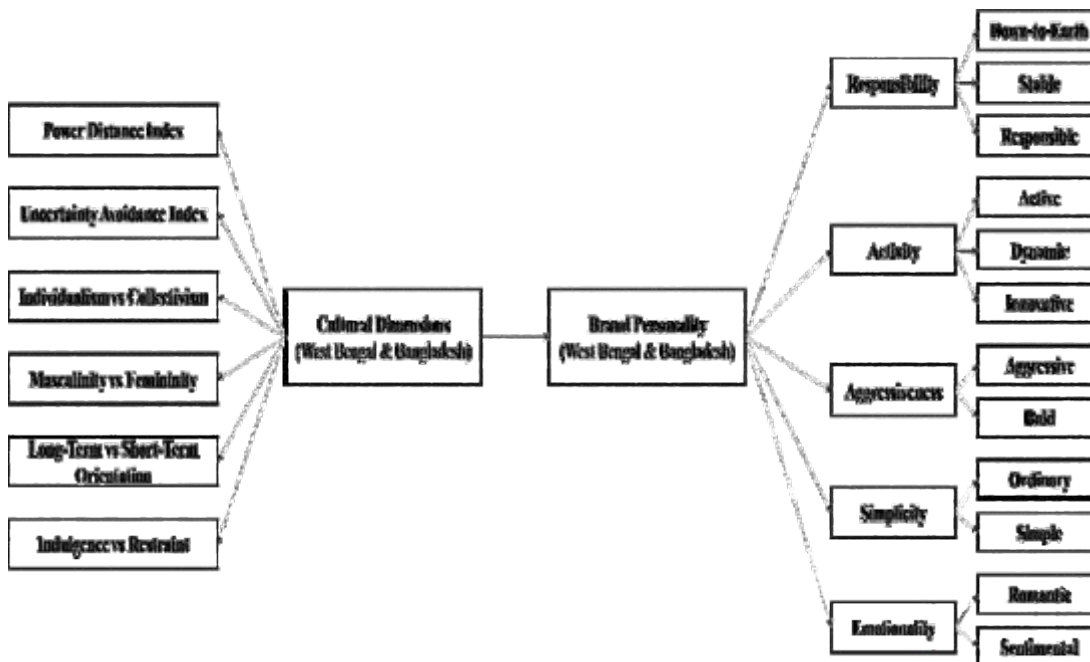 Power Distance Index
Uncertainty Avoidance Index
Individualism vs Collectivism
Masculinity vs Femininity
Long-Term vs Short-Term
Orientation
Indulgence vs Restraint
Cultural Dimensions
(West Bengal & Bangladesh)
Brand Personality
(West Bengal & Bangladesh)
Responsibility
Down-to-Earth
Stable
Responsible
Activity
Active
Dynamic
Innovative
Aggressiveness
Aggressive
Bold
Simplicity
Ordinary
Simple
Emotionality
Romantic
Sentimental